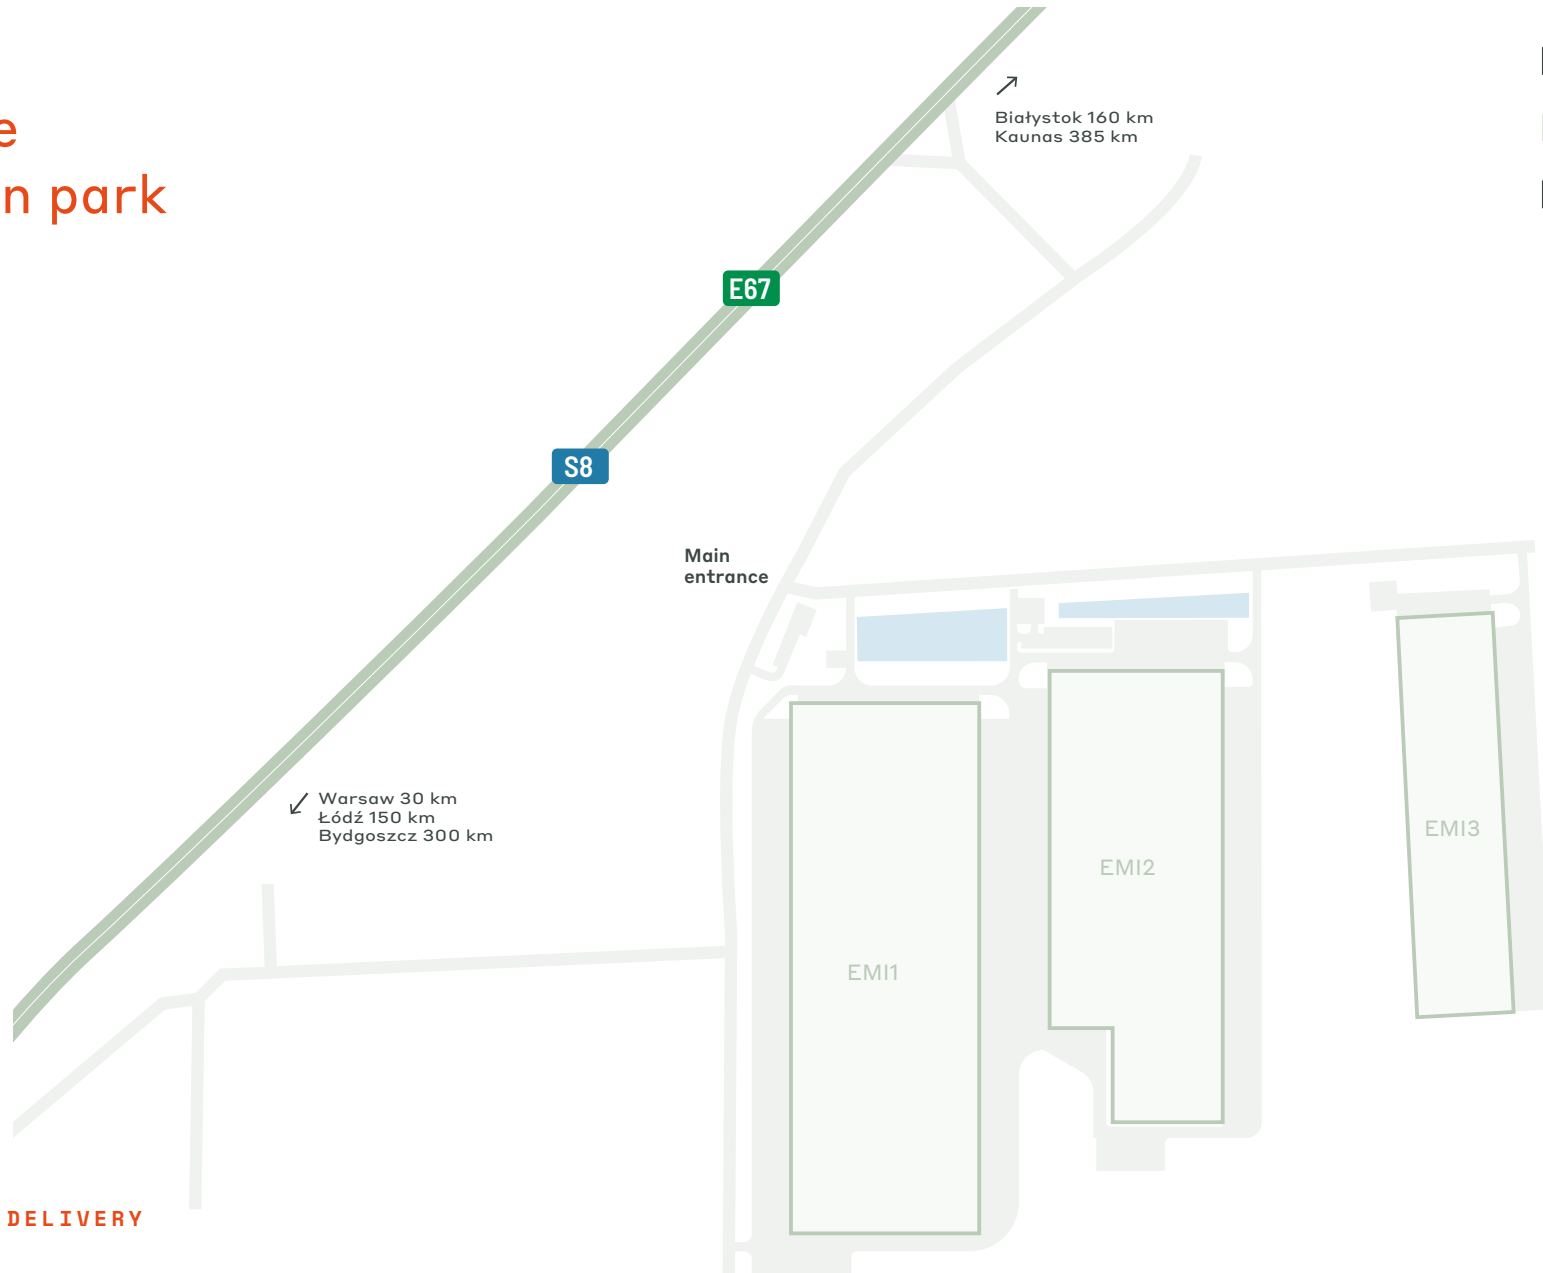 e
n park
Białystok 160 km
Kaunas 385 km
E67
S8
Main
entrance
Warsaw 30 km
Łódź 150 km
Bydgoszcz 300 km
EMI3
EMI2
EMI1
DELIVERY